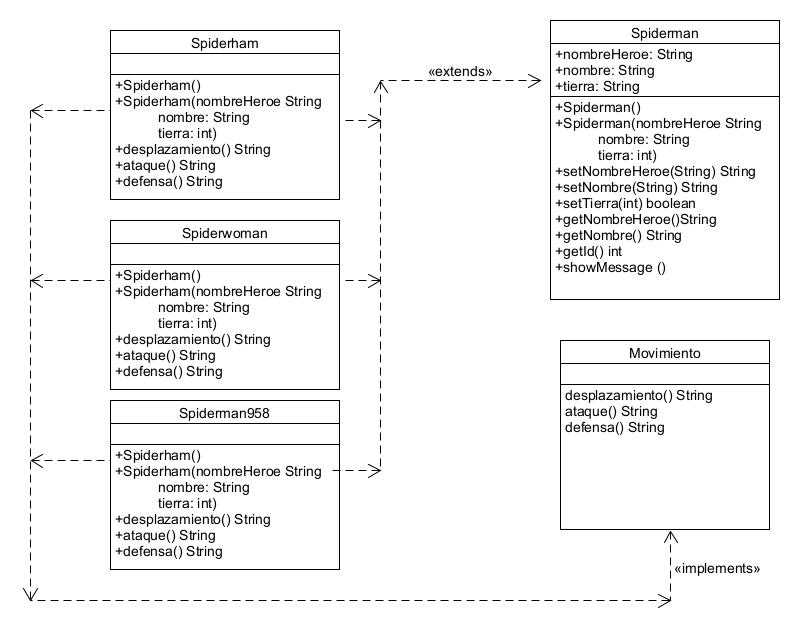 Spiderham
+Spiderham()
+Spiderham(nombreHeroe String
nombre: String
tierra: int)
+desplazamiento() String
+ataque() String
+defensa() String
Spiderwoman
+Spiderham()
+Spiderham(nombreHeroe String
nombre: String
tierra: int)
+desplazamiento() String
+ataque() String
+defensa() String
Spiderman958
+Spiderham()
+Spiderham(nombreHeroe String
nombre: String
tierra: int)
+desplazamiento() String
+ataque() String
+defensa() String
«extends»
Spiderman
+nombreHeroe: String
+nombre: String
+tierra: String
+Spiderman()
+Spiderman(nombreHeroe String
nombre: String
tierra: int)
+setNombreHeroe(String) String
+setNombre(String) String
+setTierra(int) boolean
+getNombreHeroe()String
+getNombre() String
+getId() int
+showMessage ()
Movimiento
desplazamiento() String
ataque() String
defensa() String
«implements»